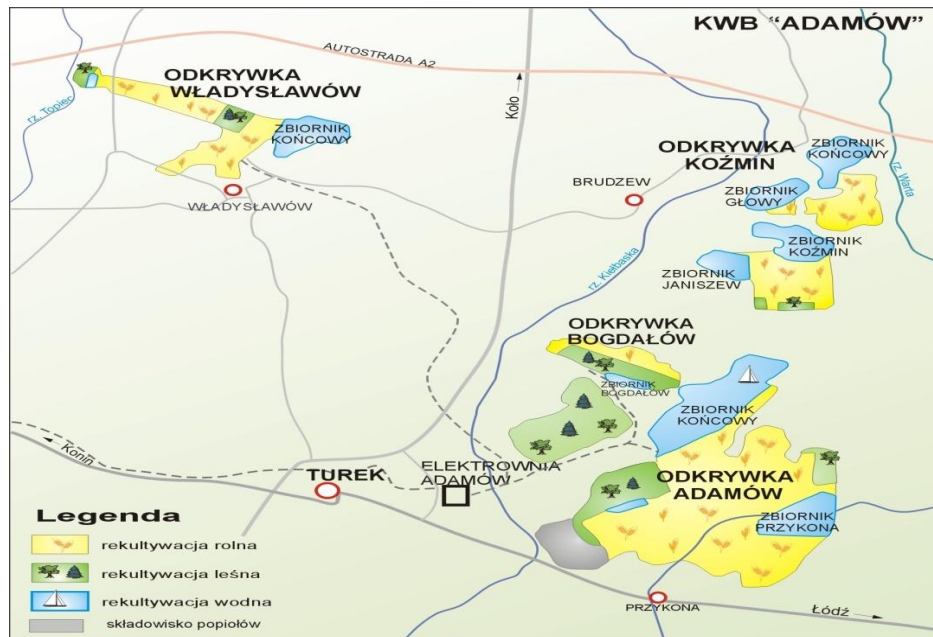 KWB "ADAMÓW"
AUTOSTRADA A2
ODKRYWKA
WŁADYSŁAWÓW
rz. Topiec
ZBIORNIK
KOŃCOWY
Koło
WŁADYSŁAWÓW
ODKRYWKA
KOŹMIN
ZBIORNIK
KOŃCOWY
rz. Warta
BRUDZEW
ZBIORNIK
GŁOWY
ZBIORNIK
KOŹMIN
ZBIORNIK
JANISZEW
rz. Kiełbaska
ODKRYWKA
BOGDAŁÓW
ZBIORNIK
BOGDAŁÓW
ZBIORNIK
KOŃCOWY
Konin
TUREK
ELEKTROWNIA
ADAMÓW
ODKRYWKA
ADAMÓW
ZBIORNIK
PRZYKONA
PRZYKONA
Łódź
Legenda
rekultywacja rolna
rekultywacja leśna
rekultywacja wodna
składowisko popiołów